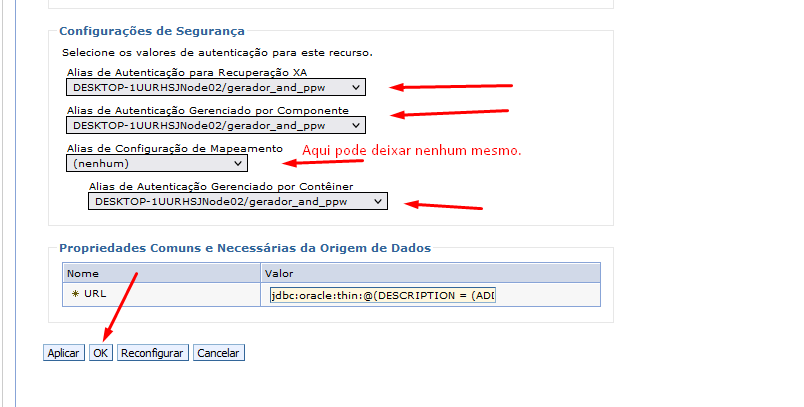 Configurações de Segurança
Selecione os valores de autenticação para este recurso.
Alias de Autenticação para Recuperação XA
DESKTOP-1UURHSJNode02/gerador_and_ppw
Alias de Autenticação Gerenciado por Componente
DESKTOP-1UURHSJNode02/gerador_and_ppw
Alias de Configuração de Mapeamento
Aqui pode deixar nenhum mesmo.
(nenhum)
Alias de Autenticação Gerenciado por Contêiner
DESKTOP-1UURHSJNode02/gerador_and_ppw
Propriedades Comuns e Necessárias da Origem de Dados
Nome Valor
* URL jdbc:oracle:thin:@(DESCRIPTION = (ADD
Aplicar OK Reconfigurar Cancelar